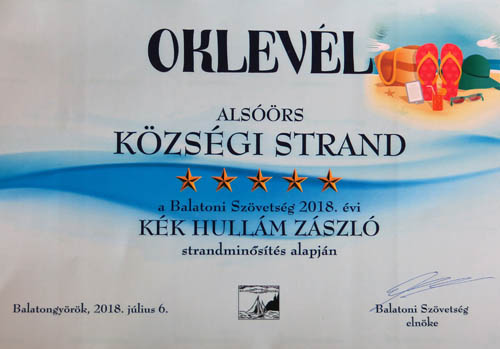 OKLEVÉL
ALSÓÖRS
KÖZSÉGI STRAND
a Balatoni Szövetség 2018. évi
KÉK HULLÁM ZÁSZLÓ
strandminősítés alapján
Balatongyörök, 2018. július 6.
Balatoni Szövetség
elnöke